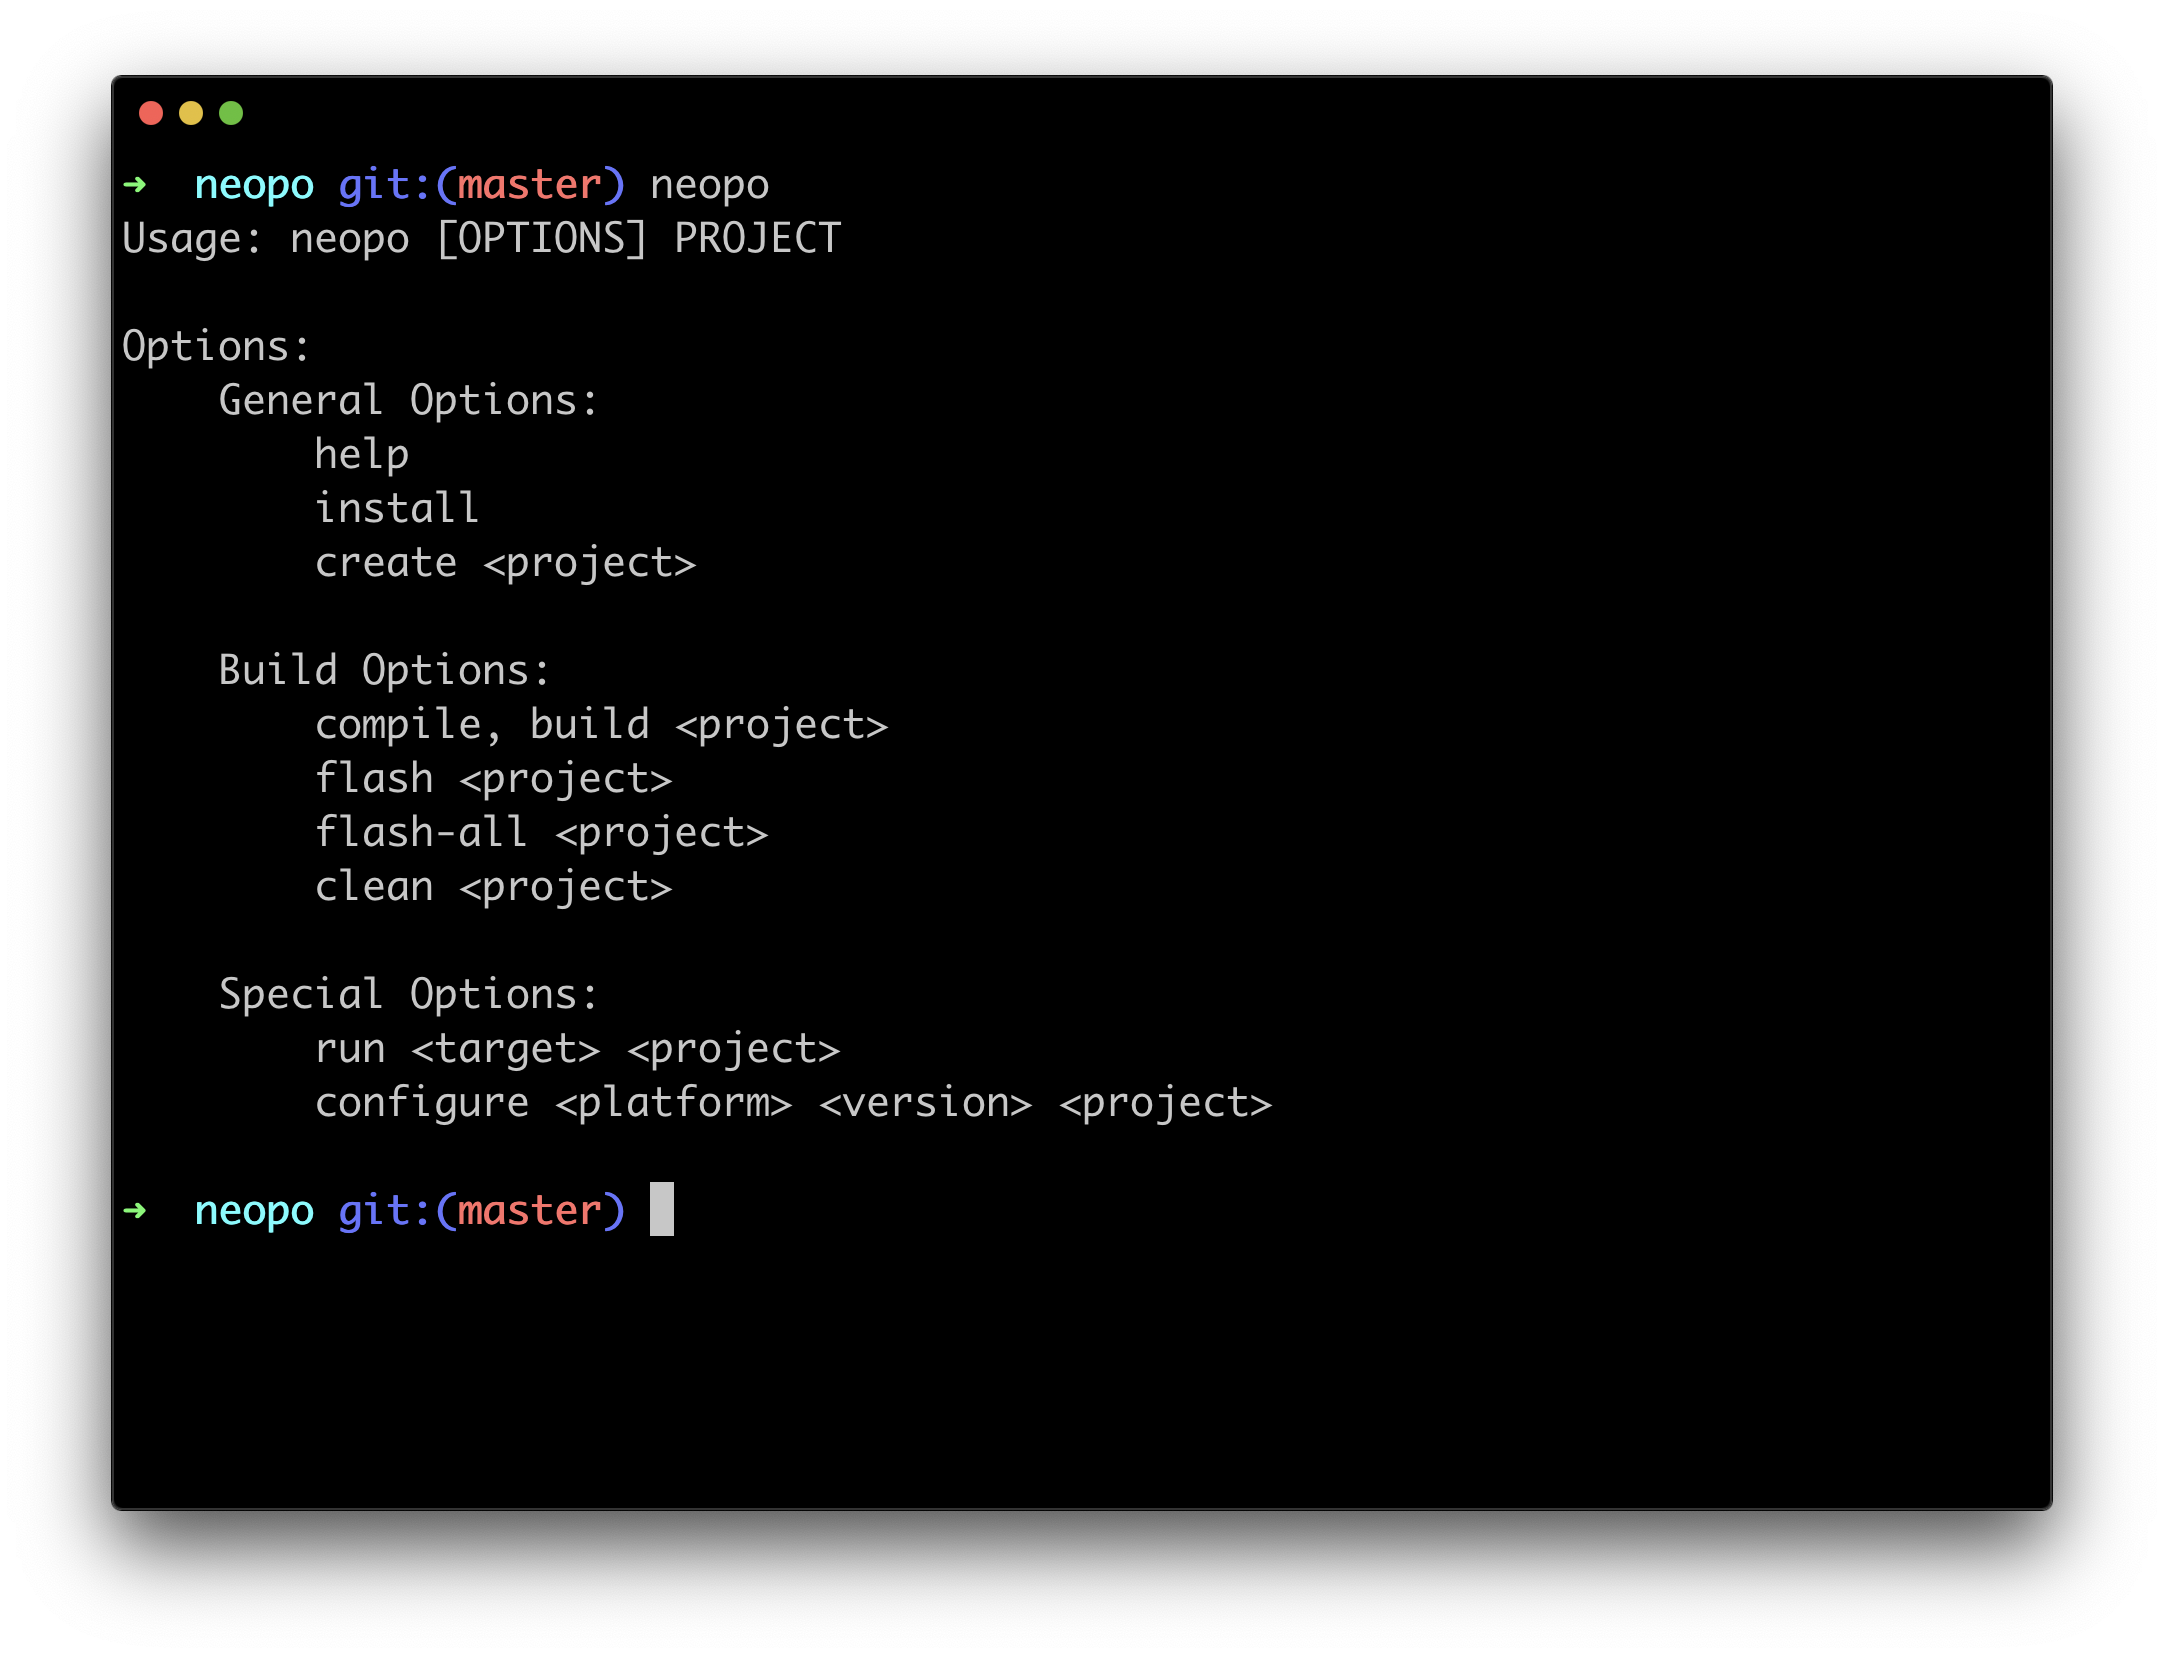 ➜  neopo git:(master) neopo
Usage: neopo [OPTIONS] PROJECT

Options:
    General Options:
        help
        install
        create <project>

    Build Options:
        compile, build <project>
        flash <project>
        flash-all <project>
        clean <project>

    Special Options:
        run <target> <project>
        configure <platform> <version> <project>

➜  neopo git:(master)